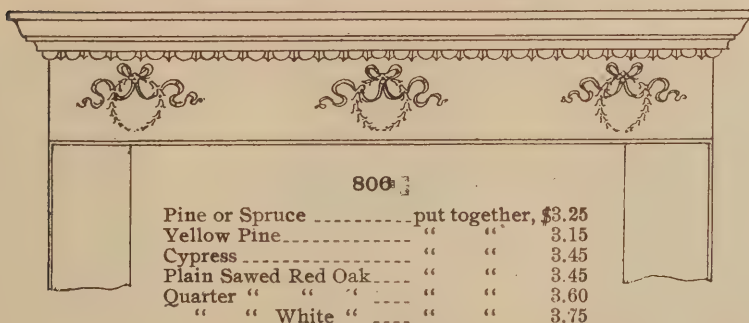 806
Pine or Spruce ------------ put together, $3.25
Yellow Pine ---------------- “ “ 3.15
Cypress -------------------- “ “ 3.45
Plain Sawed Red Oak ---- “ “ 3.45
Quarter “ “ “ ---- “ “ 3.60
“ “ White “ ---- “ “ 3.75